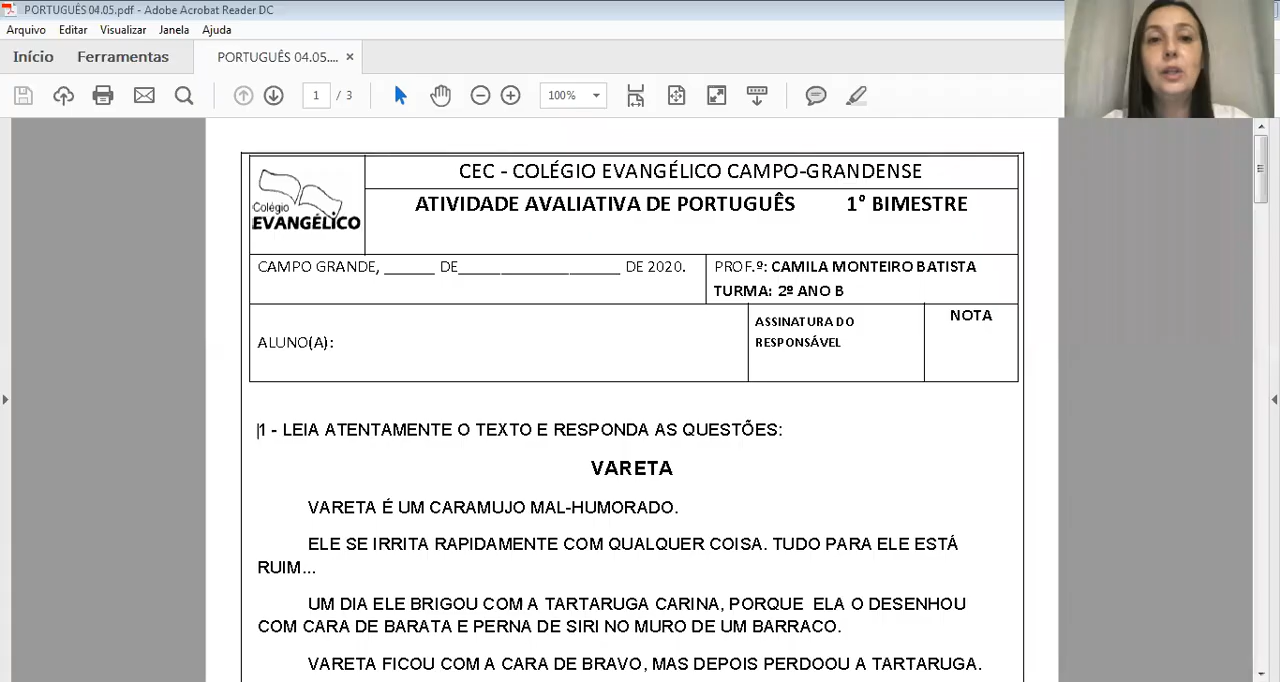 PORTUGUÊS 04.05.pdf - Adobe Acrobat Reader DC
Arquivo Editar Visualizar Janela Ajuda
Início Ferramentas PORTUGUÊS 04.05.... ×
1 / 3 100%
Colégio
EVANGÉLICO
CEC - COLÉGIO EVANGÉLICO CAMPO-GRANDENSE
ATIVIDADE AVALIATIVA DE PORTUGUÊS 1° BIMESTRE
CAMPO GRANDE, ______ DE___________________ DE 2020.
PROF.º: CAMILA MONTEIRO BATISTA
TURMA: 2º ANO B
ALUNO(A):
ASSINATURA DO
RESPONSÁVEL
NOTA
1 - LEIA ATENTAMENTE O TEXTO E RESPONDA AS QUESTÕES:
VARETA
VARETA É UM CARAMUJO MAL-HUMORADO.
ELE SE IRRITA RAPIDAMENTE COM QUALQUER COISA. TUDO PARA ELE ESTÁ
RUIM...
UM DIA ELE BRIGOU COM A TARTARUGA CARINA, PORQUE ELA O DESENHOU
COM CARA DE BARATA E PERNA DE SIRI NO MURO DE UM BARRACO.
VARETA FICOU COM A CARA DE BRAVO, MAS DEPOIS PERDOOU A TARTARUGA.